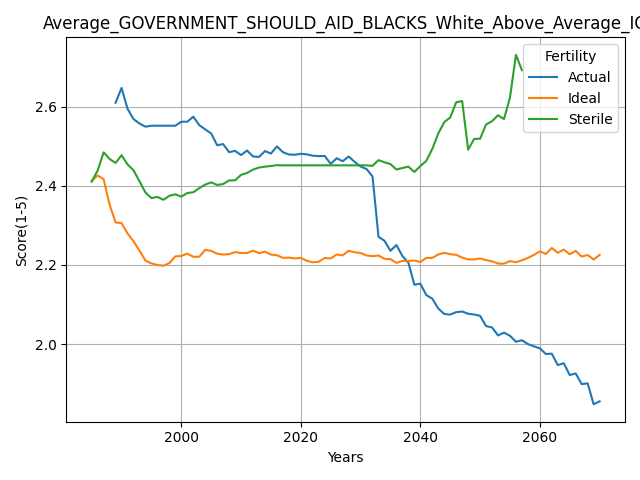 Average_GOVERNMENT_SHOULD_AID_BLACKS_White_Above_Average_IQ
Fertility
Actual
Ideal
Sterile
Score(1-5)
2.6
2.4
2.2
2.0
2000
2020
2040
2060
Years